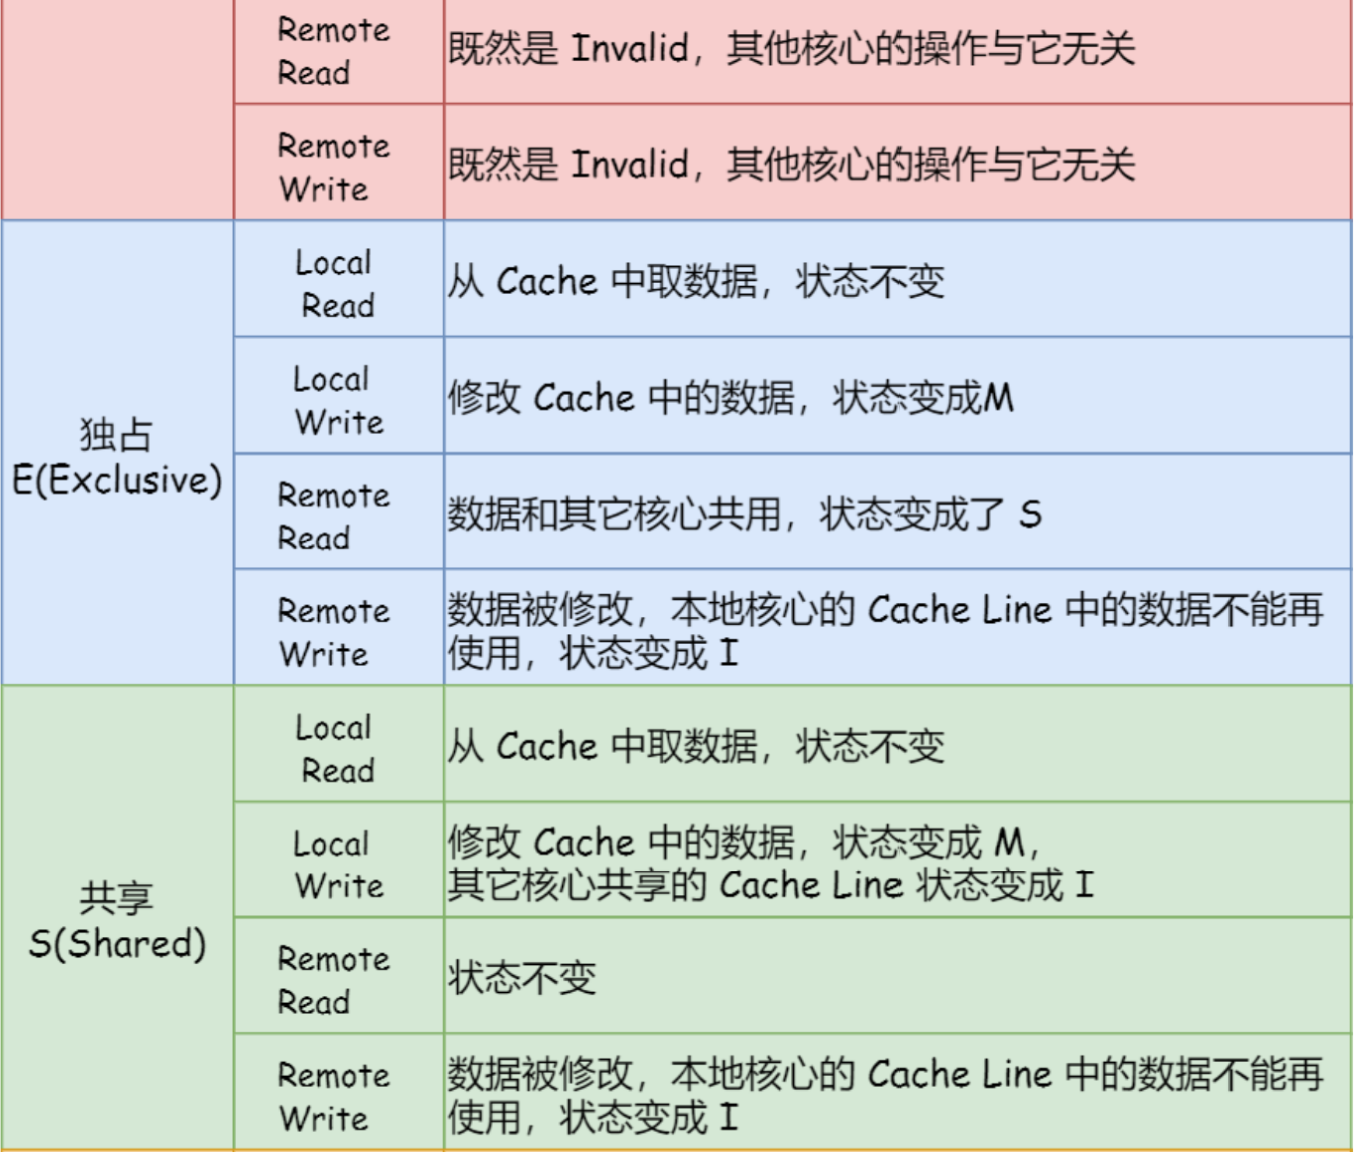 Remote
Read
既然是 Invalid，其他核心的操作与它无关
Remote
Write
既然是 Invalid，其他核心的操作与它无关
独占
E(Exclusive)
Local
Read
从 Cache 中取数据，状态不变
Local
Write
修改 Cache 中的数据，状态变成M
Remote
Read
数据和其它核心共用，状态变成了 S
Remote
Write
数据被修改，本地核心的 Cache Line 中的数据不能再
使用，状态变成 I
共享
S(Shared)
Local
Read
从 Cache 中取数据，状态不变
Local
Write
修改 Cache 中的数据，状态变成 M，
其它核心共享的 Cache Line 状态变成 I
Remote
Read
状态不变
Remote
Write
数据被修改，本地核心的 Cache Line 中的数据不能再
使用，状态变成 I